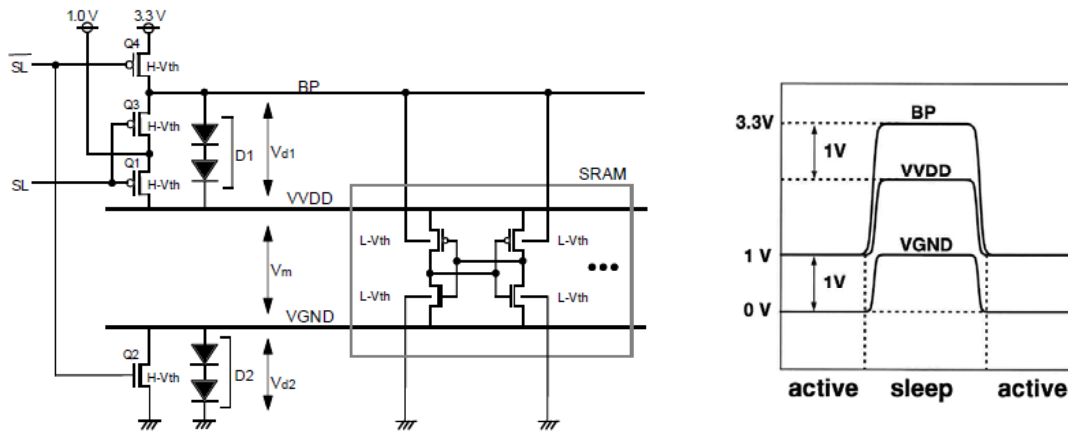 1.0 V 3.3 V
Q4
SL
H-Vth
BP
Q3
H-Vth
D1
Vd1
Q1
SL
H-Vth
SRAM
VVDD
L-Vth L-Vth
Vm
L-Vth L-Vth
VGND
Q2
H-Vth
D2
Vd2
3.3V
BP
1V
VVDD
VGND
1 V
1V
0 V
active sleep active